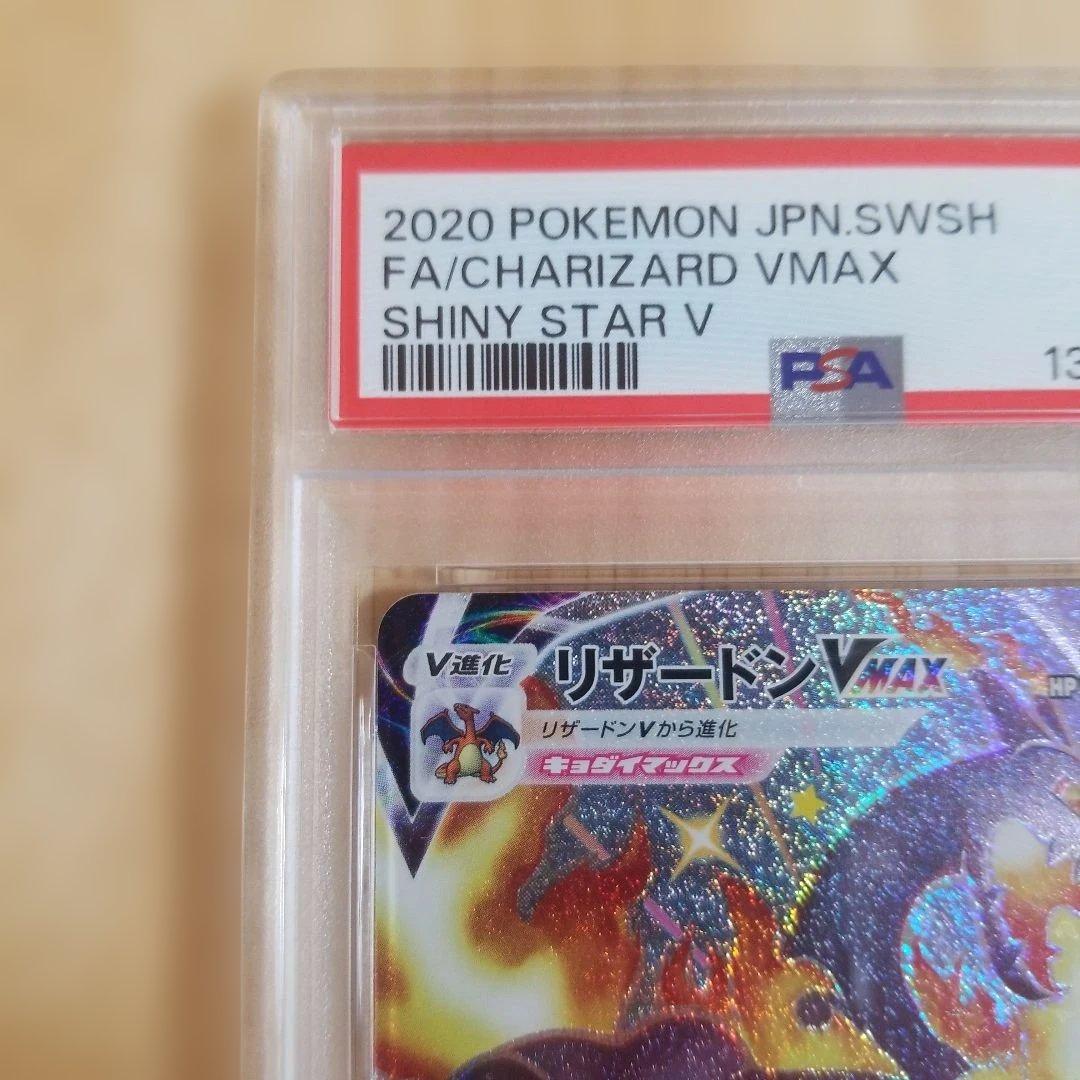 2020 POKEMON JPN.SWSH
FA/CHARIZARD VMAX
SHINY STAR V
PSA
13
V進化
リザードンVMAX
HP
リザードンVから進化
キョダイマックス